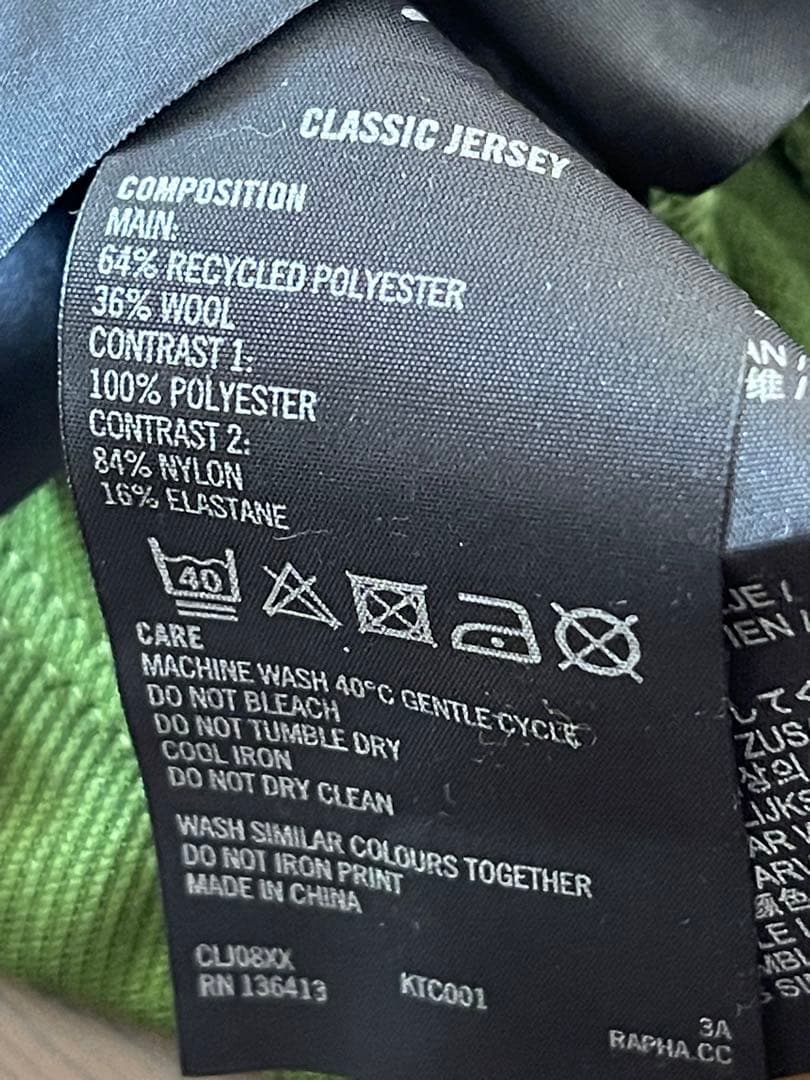 CLASSIC JERSEY
COMPOSITION
MAIN:
64% RECYCLED POLYESTER
36% WOOL
CONTRAST 1:
100% POLYESTER
CONTRAST 2:
84% NYLON
16% ELASTANE
40
CARE
MACHINE WASH 40°C GENTLE CYCLE
DO NOT BLEACH
DO NOT TUMBLE DRY
COOL IRON
DO NOT DRY CLEAN
WASH SIMILAR COLOURS TOGETHER
DO NOT IRON PRINT
MADE IN CHINA
CLJ08XX
RN 136413
KTC001
3A
RAPHA.CC